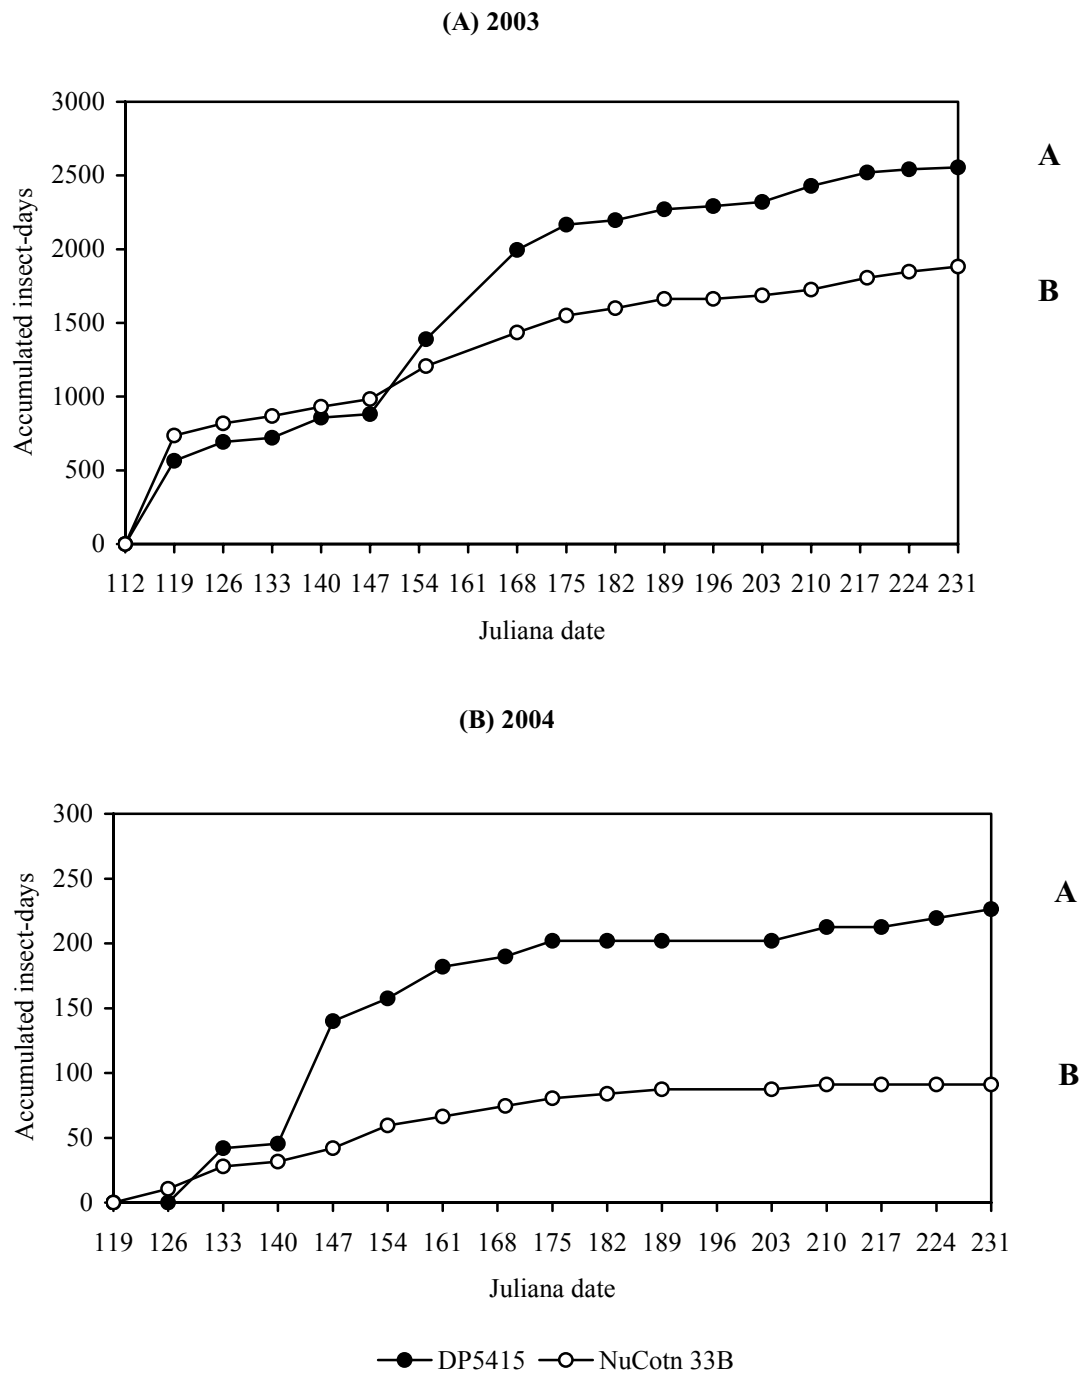 (A) 2003
3000
2500
2000
1500
1000
500
0
Accumulated insect-days
A
B
112 119 126 133 140 147 154 161 168 175 182 189 196 203 210 217 224 231
Juliana date
(B) 2004
300
250
200
150
100
50
0
Accumulated insect-days
A
B
119 126 133 140 147 154 161 168 175 182 189 196 203 210 217 224 231
Juliana date
DP5415 NuCotn 33B